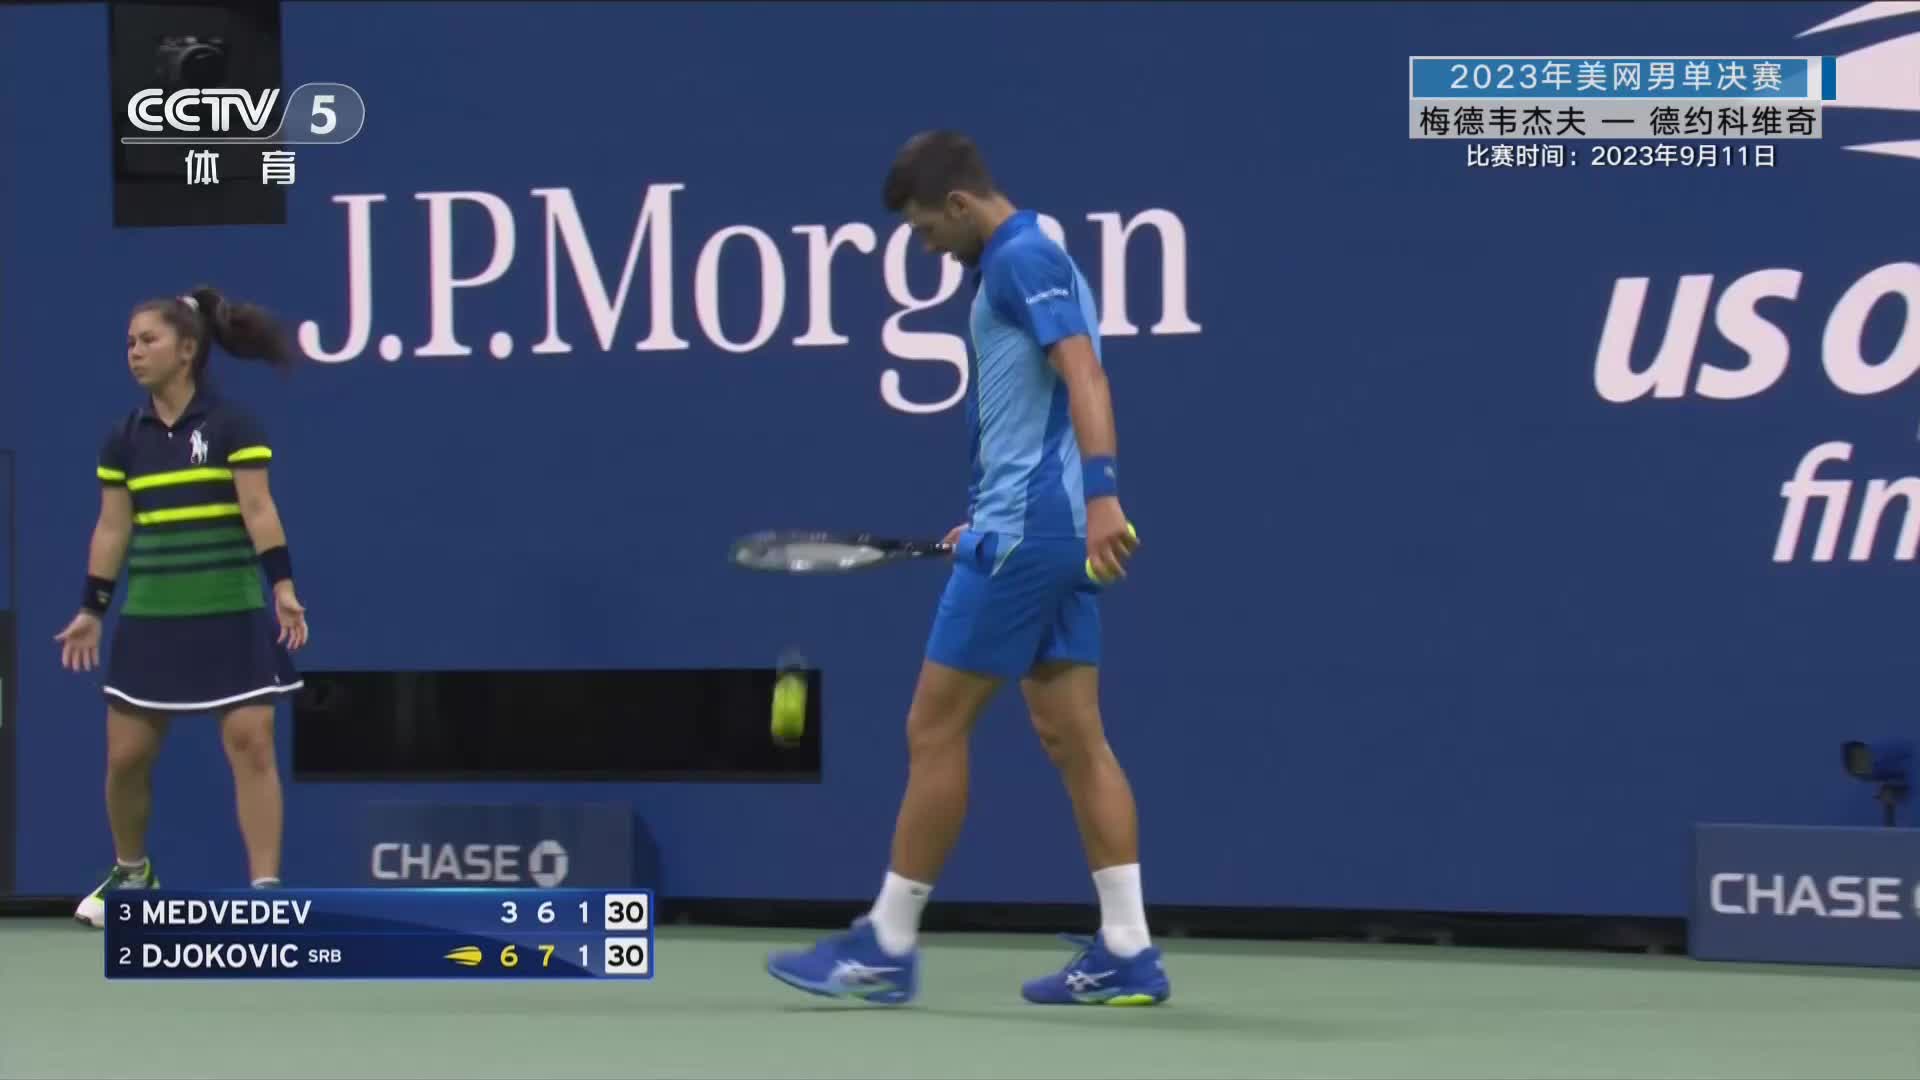 CCTV 5
体 育
2023年美网男单决赛
梅德韦杰夫 — 德约科维奇
比赛时间：2023年9月11日
J.P.Morgan
us o
fin
CHASE
CHASE
3 MEDVEDEV 3 6 1 30
2 DJOKOVIC SRB 6 7 1 30